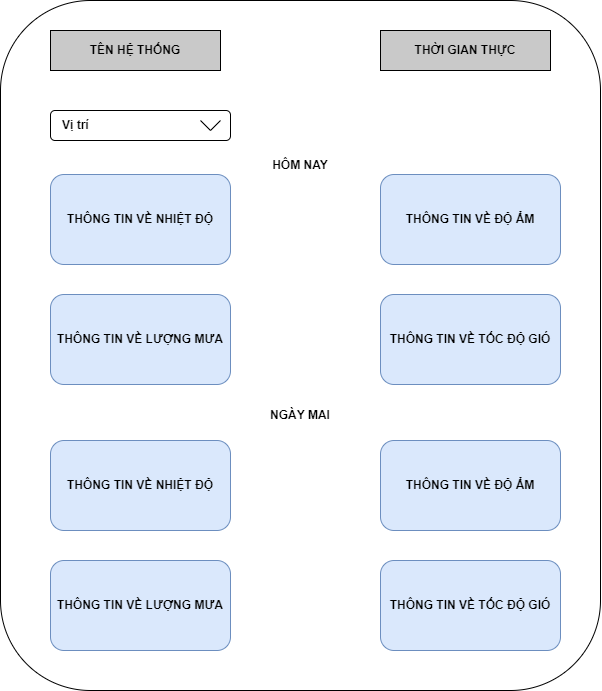 TÊN HỆ THỐNG
THỜI GIAN THỰC
Vị trí
HÔM NAY
THÔNG TIN VỀ NHIỆT ĐỘ
THÔNG TIN VỀ ĐỘ ẨM
THÔNG TIN VỀ LƯỢNG MƯA
THÔNG TIN VỀ TỐC ĐỘ GIÓ
NGÀY MAI
THÔNG TIN VỀ NHIỆT ĐỘ
THÔNG TIN VỀ ĐỘ ẨM
THÔNG TIN VỀ LƯỢNG MƯA
THÔNG TIN VỀ TỐC ĐỘ GIÓ